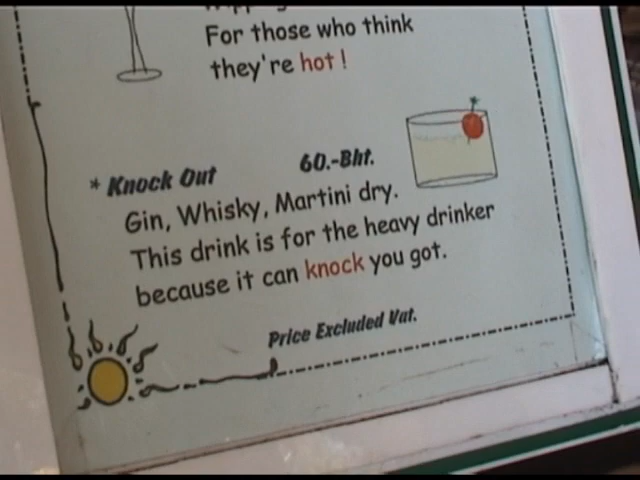 For those who think
they're hot !
* Knock Out 60.-Bht.
Gin, Whisky, Martini dry.
This drink is for the heavy drinker
because it can knock you got.
Price Excluded Vat.